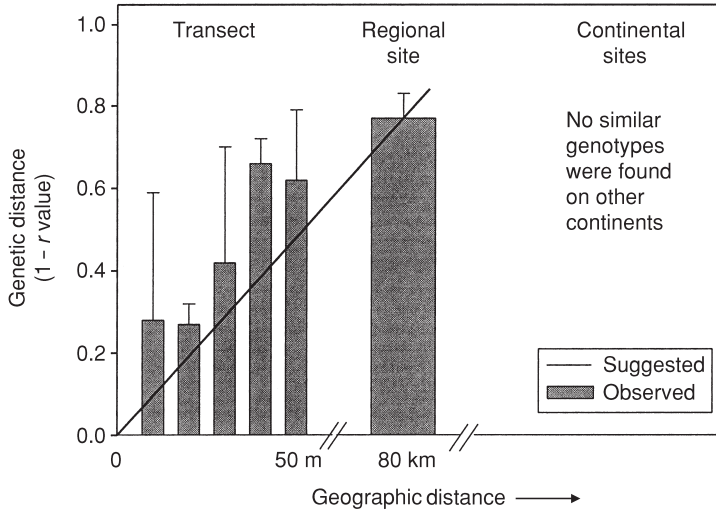 Genetic distance
(1 – r value)
1.0
0.8
0.6
0.4
0.2
0.0
Transect
Regional
site
Continental
sites
No similar
genotypes
were found
on other
continents
Suggested
Observed
0
50 m
80 km
Geographic distance